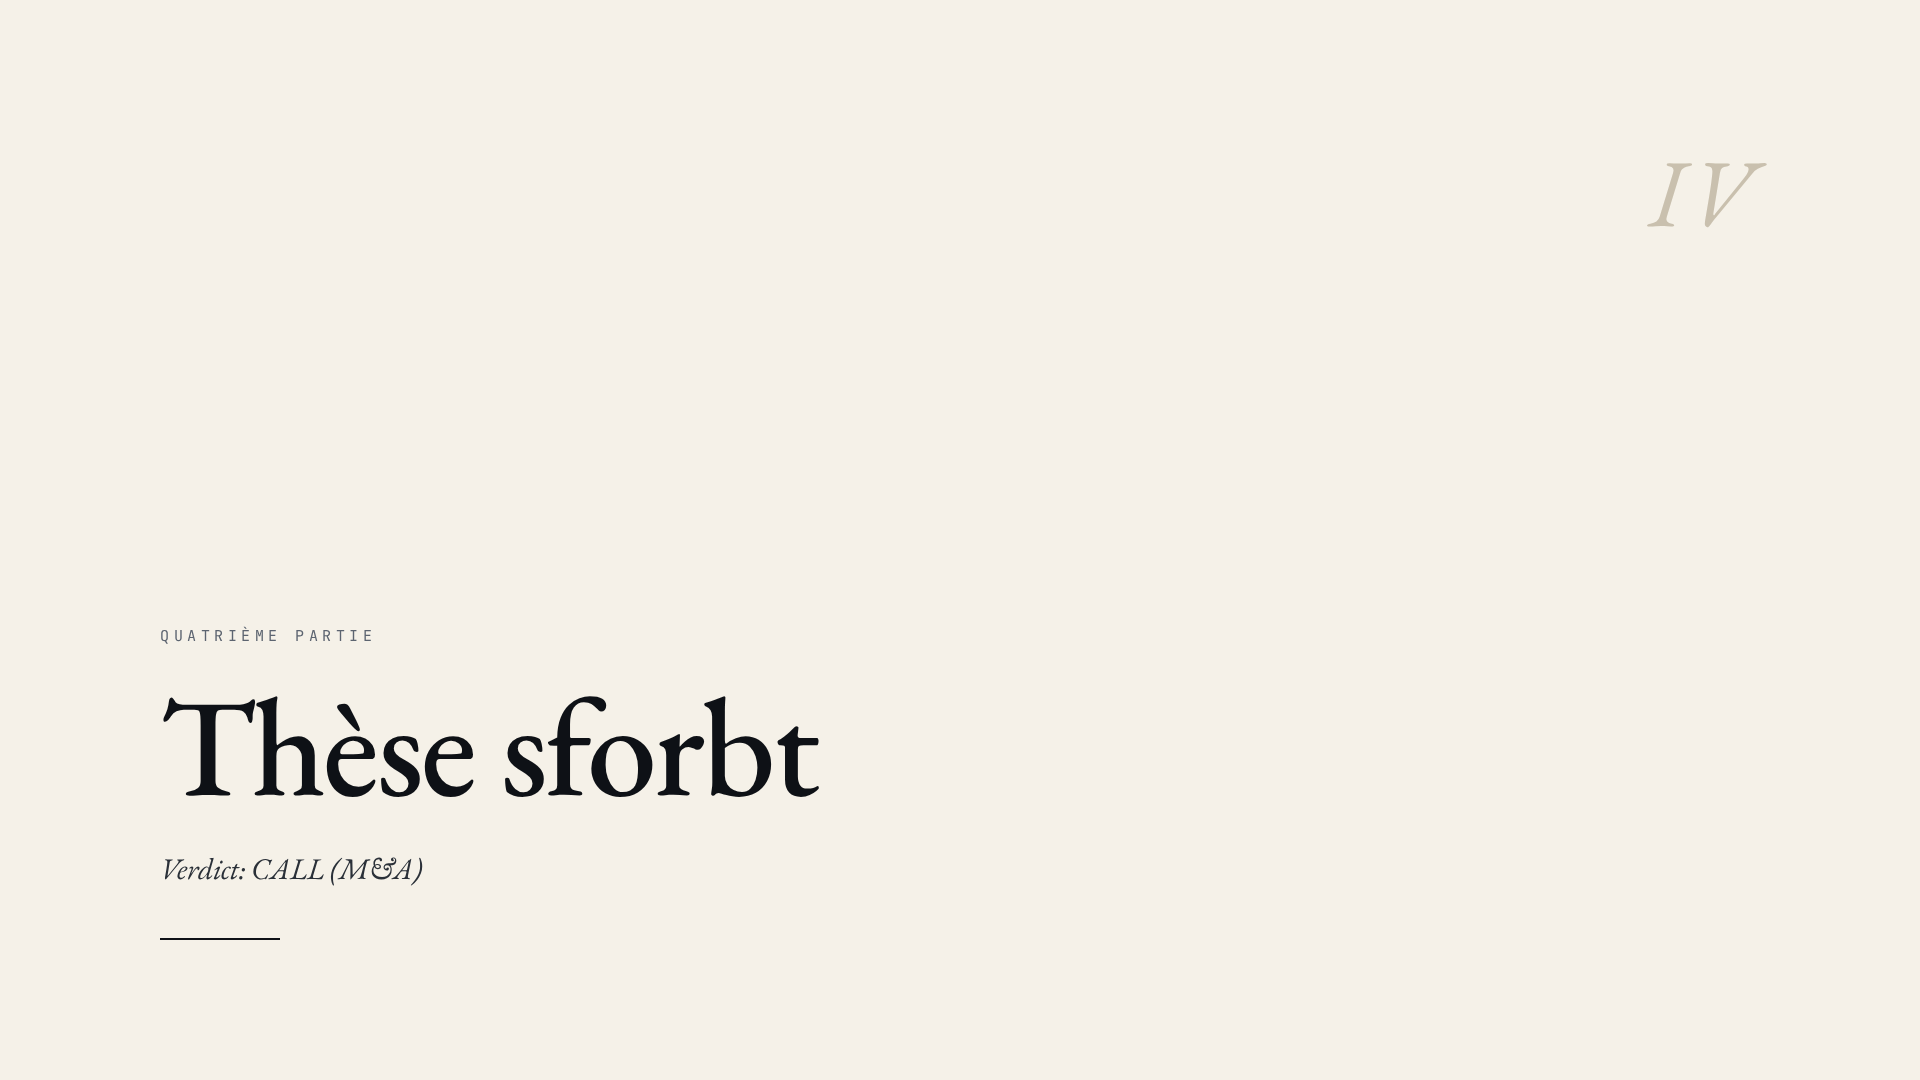 IV
QUATRIÈME PARTIE
Thèse sforbt
Verdict: CALL (M&A)